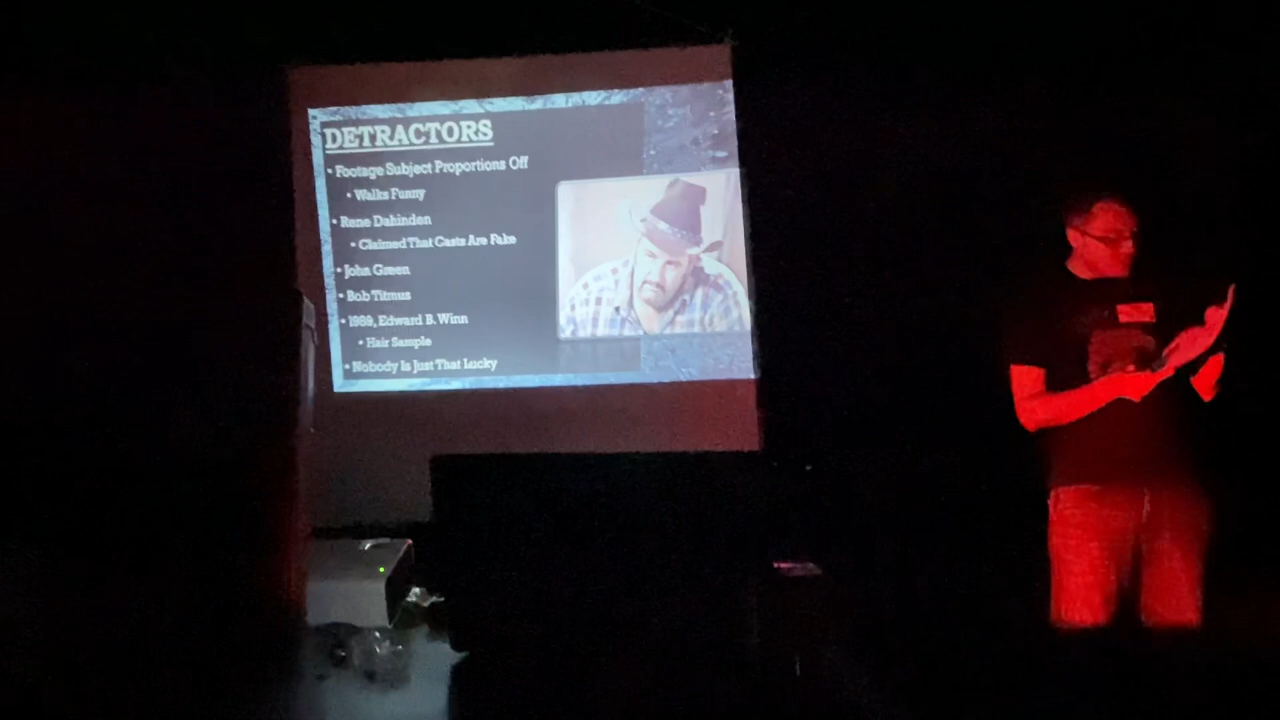 DETRACTORS
• Footage Subject Proportions Off
• Walks Funny
• Rene Dahinden
• Claimed That Casts Are Fake
• John Green
• Bob Titmus
• 1969, Edward B. Winn
• Hair Sample
• Nobody Is Just That Lucky